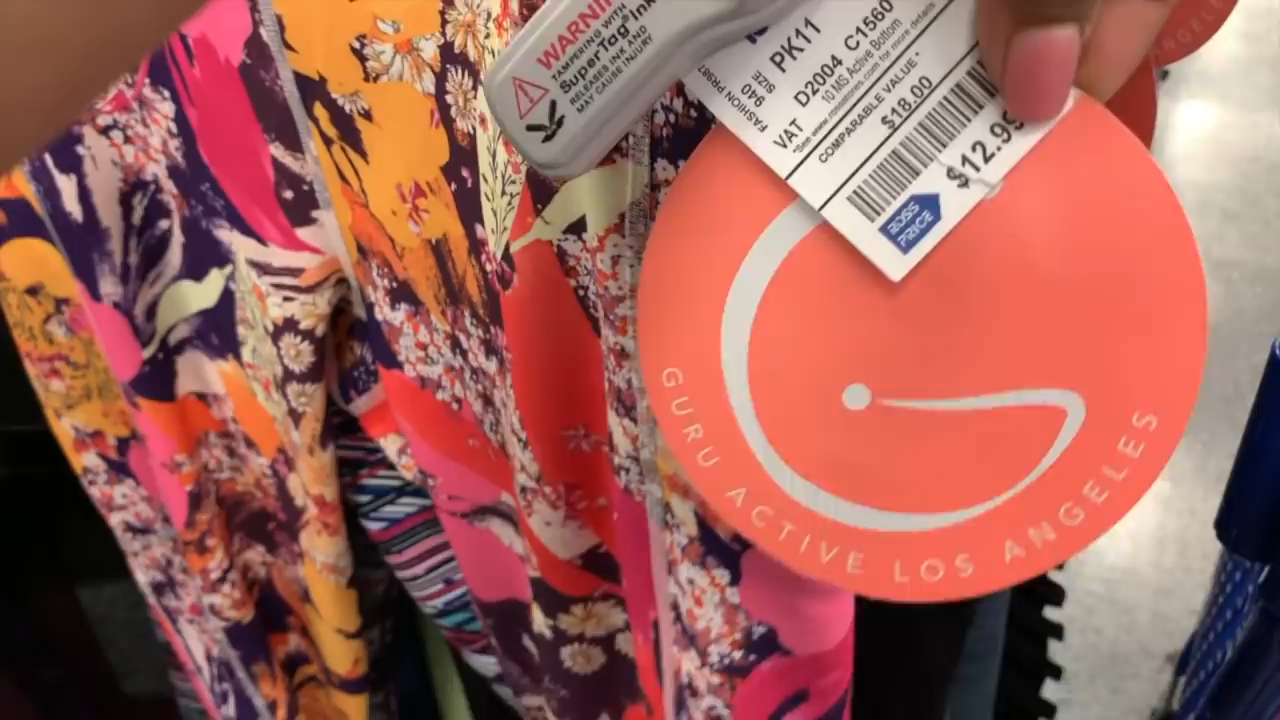 WARNING
TAMPERING WITH
SuperTag® Ink
RELEASES INK AND
MAY CAUSE INJURY
SIZE PK11
940
VAT D2004 C1560
10 MS Active Bottom
*See www.rossstores.com for more details
COMPARABLE VALUE*
$18.00
$12.99
ROSS
PRICE
GURU ACTIVE LOS ANGELES
ANGELES